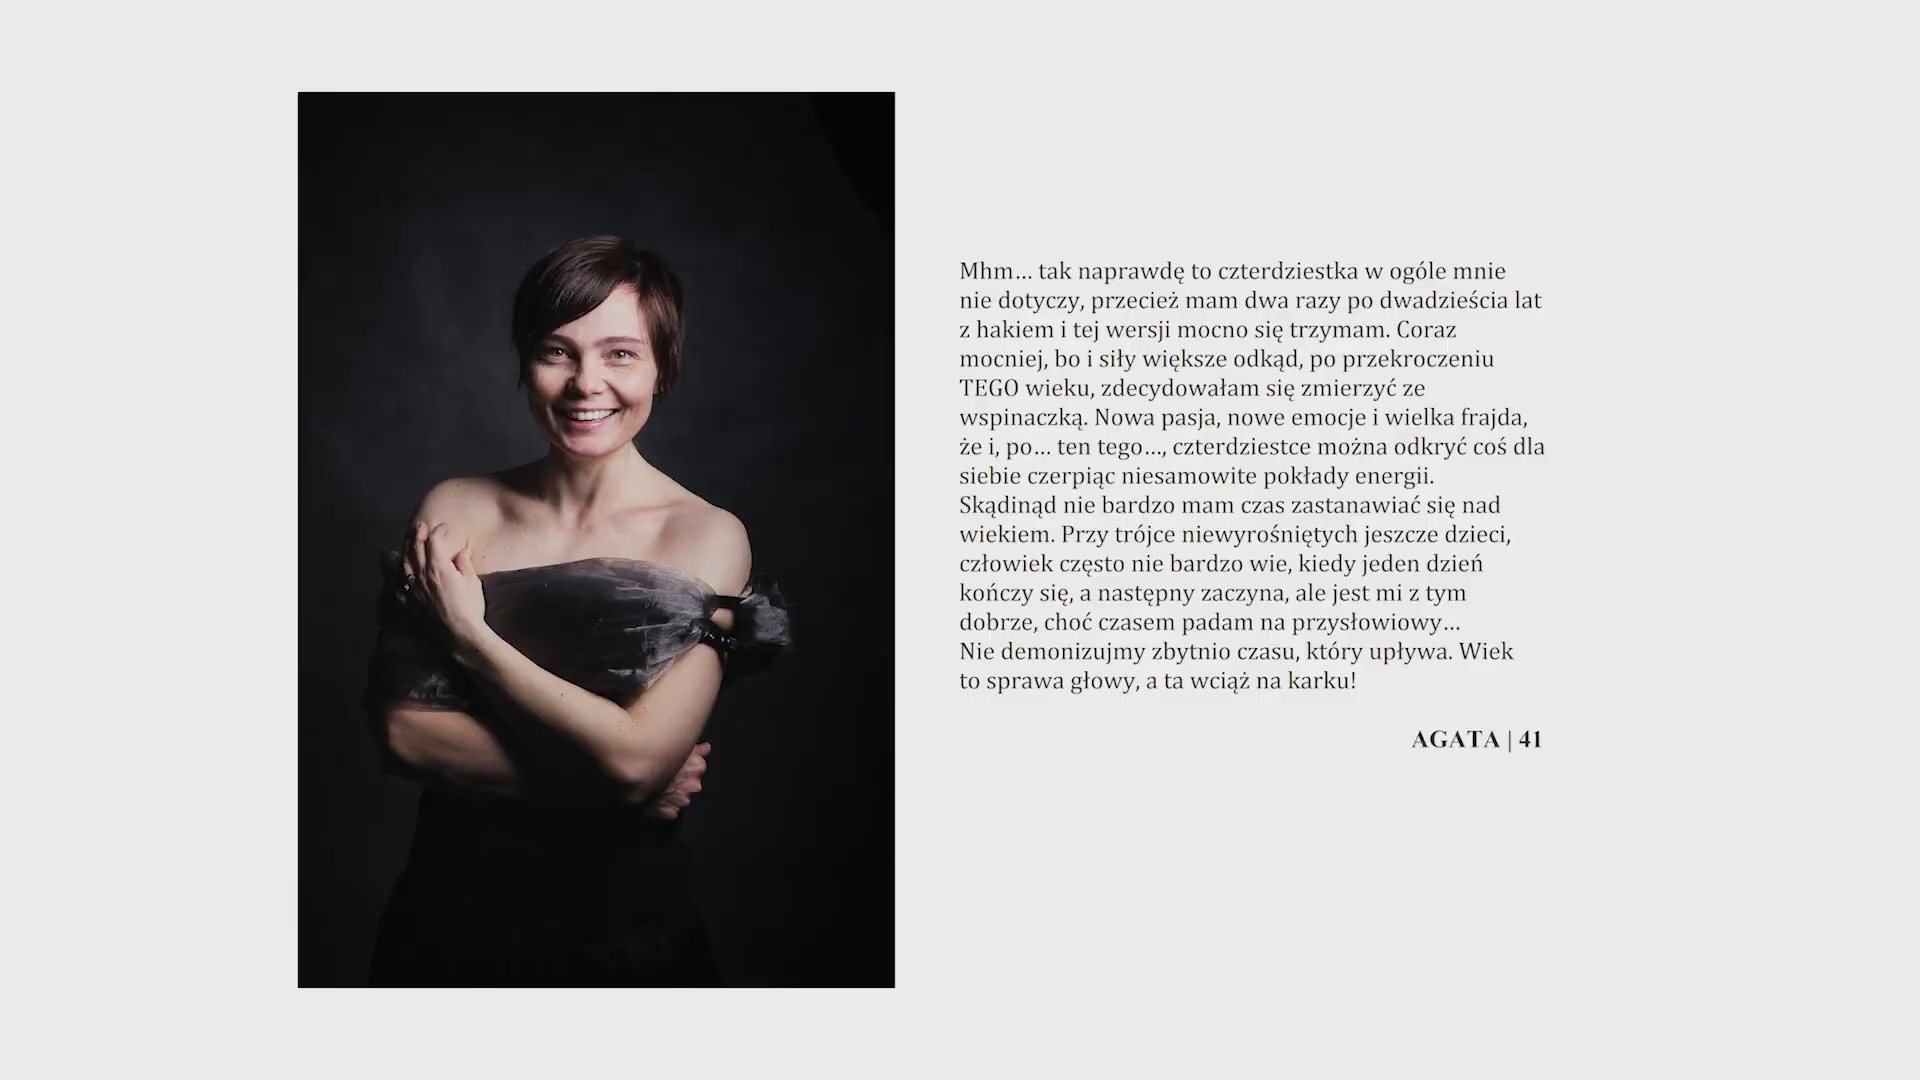 Mhm… tak naprawdę to czterdziestka w ogóle mnie
nie dotyczy, przecież mam dwa razy po dwadzieścia lat
z hakiem i tej wersji mocno się trzymam. Coraz
mocniej, bo i siły większe odkąd, po przekroczeniu
TEGO wieku, zdecydowałam się zmierzyć ze
wspinaczką. Nowa pasja, nowe emocje i wielka frajda,
że i, po… ten tego…, czterdziestce można odkryć coś dla
siebie czerpiąc niesamowite pokłady energii.
Skądinąd nie bardzo mam czas zastanawiać się nad
wiekiem. Przy trójce niewyrośniętych jeszcze dzieci,
człowiek często nie bardzo wie, kiedy jeden dzień
kończy się, a następny zaczyna, ale jest mi z tym
dobrze, choć czasem padam na przysłowiowy…
Nie demonizujmy zbytnio czasu, który upływa. Wiek
to sprawa głowy, a ta wciąż na karku!
AGATA | 41